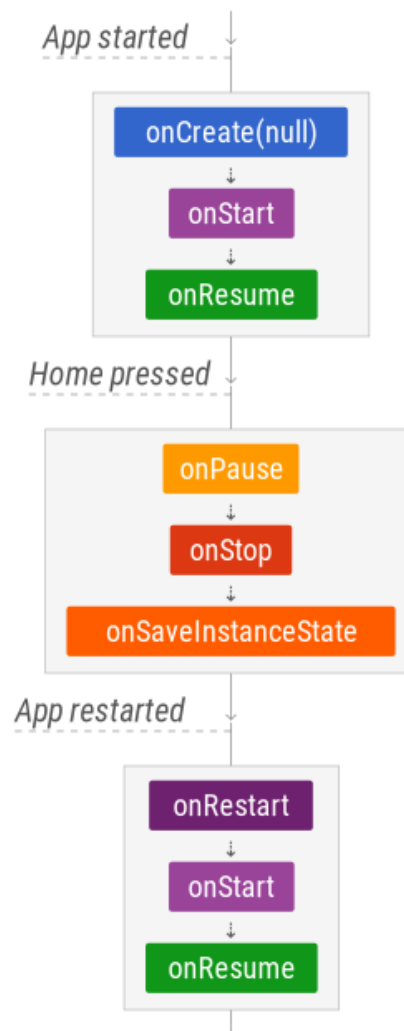 App started
onCreate(null)
onStart
onResume
Home pressed
onPause
onStop
onSaveInstanceState
App restarted
onRestart
onStart
onResume